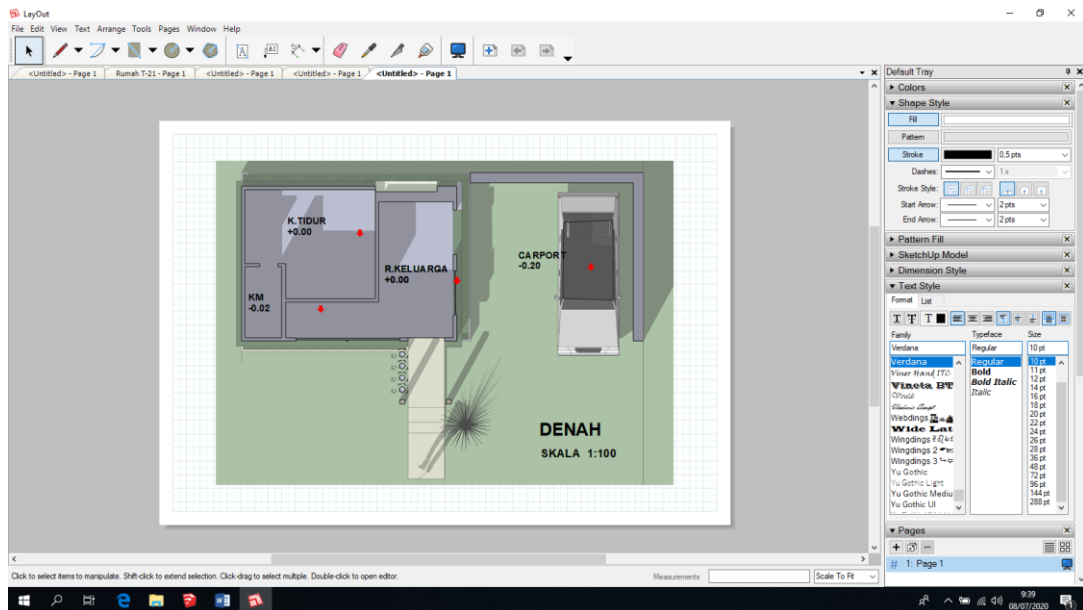 LayOut
File Edit View Text Arrange Tools Pages Window Help
<Untitled> - Page 1
Rumah T-21 - Page 1
<Untitled> - Page 1
<Untitled> - Page 1
<Untitled> - Page 1
K.TIDUR
+0.00
R.KELUARGA
+0.00
KM
-0.02
CARPORT
-0.20
DENAH
SKALA 1:100
Default Tray
Colors
Shape Style
Fill
Pattern
Stroke
0,5 pts
Dashes:
1 x
Stroke Style:
Start Arrow:
2 pts
End Arrow:
2 pts
Pattern Fill
SketchUp Model
Dimension Style
Text Style
Format List
Family Typeface Size
Verdana Regular 10 pt
Verdana
Viner Hand ITC
Vineta BT
Vivaldi
Vladimir Script
Webdings
Wide Lat
Wingdings
Wingdings 2
Wingdings 3
Yu Gothic
Yu Gothic Light
Yu Gothic Mediu
Yu Gothic UI
Regular
Bold
Bold Italic
Italic
10 pt
11 pt
12 pt
14 pt
16 pt
18 pt
20 pt
22 pt
24 pt
26 pt
28 pt
36 pt
48 pt
72 pt
96 pt
144 pt
288 pt
Pages
# 1: Page 1
Click to select items to manipulate. Shift-click to extend selection. Click-drag to select multiple. Double-click to open editor.
Measurements
Scale To Fit
9:39
08/07/2020